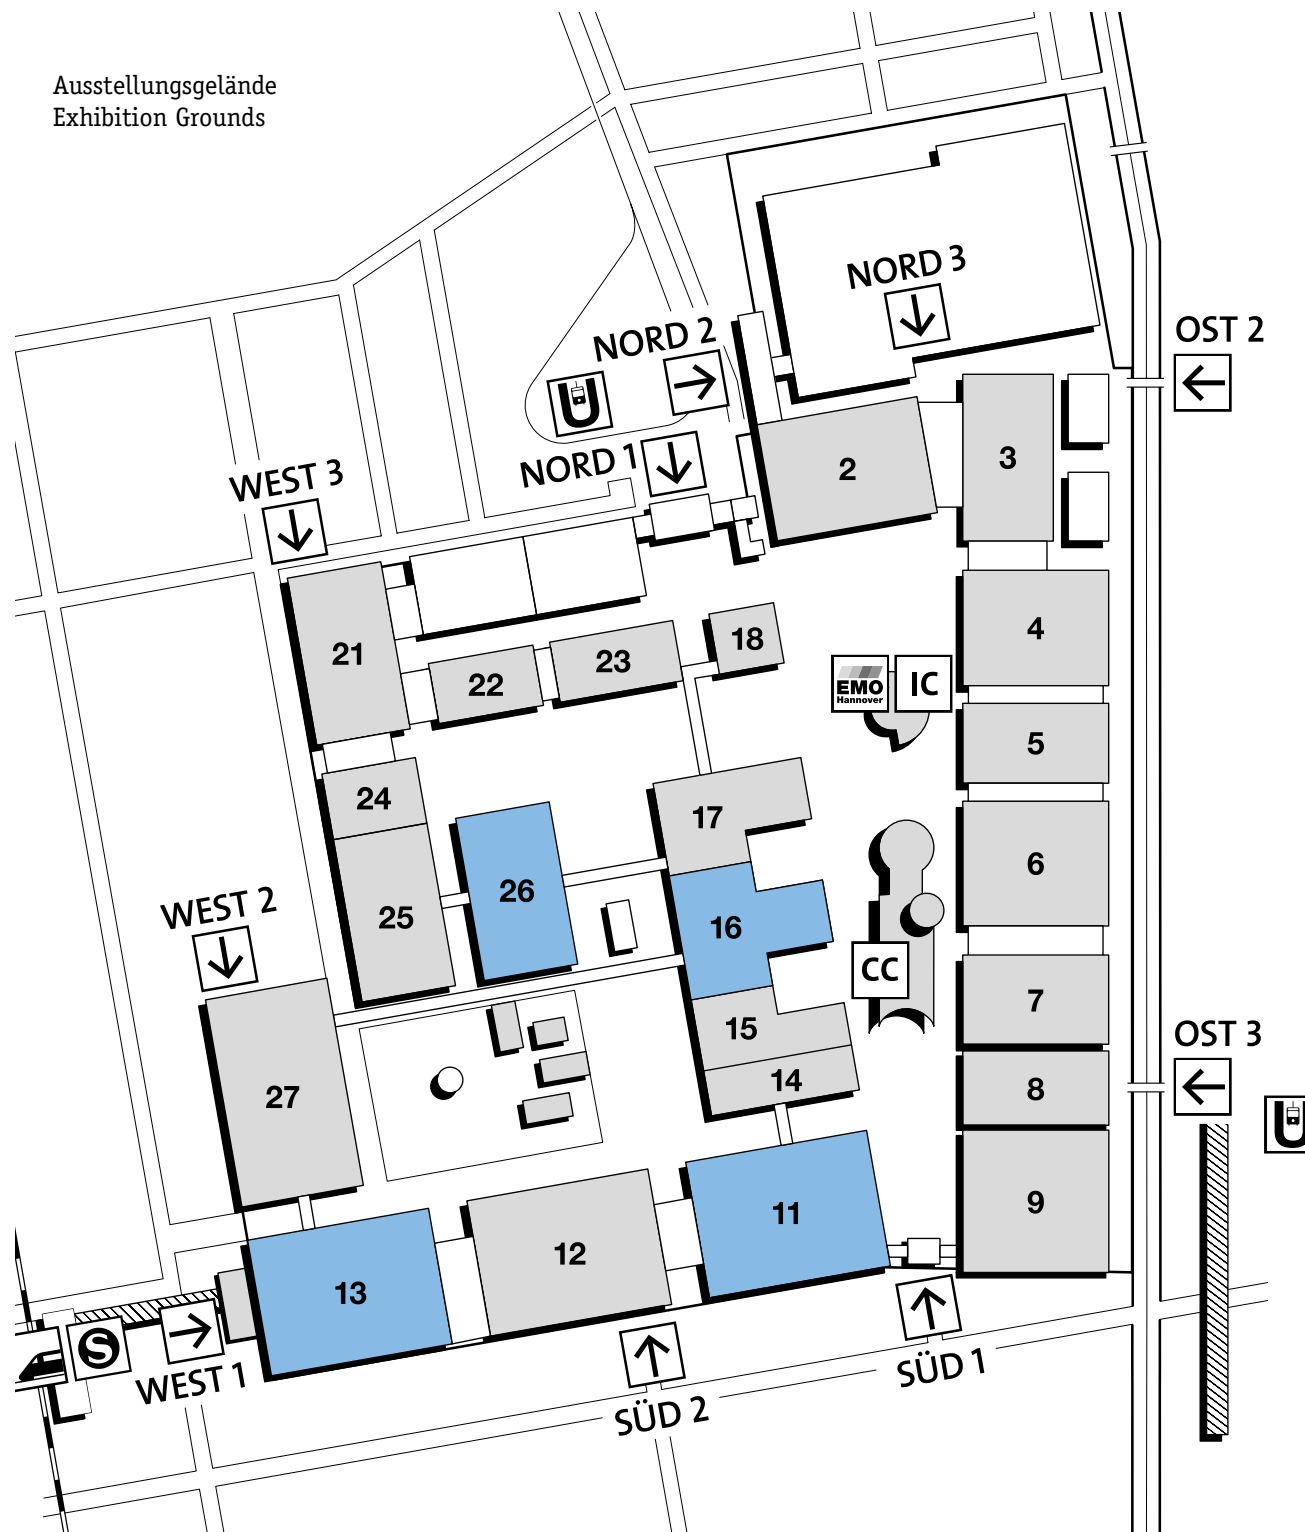 Ausstellungsgelände
Exhibition Grounds
NORD 3
OST 2
NORD 2
U
NORD 1
WEST 3
2
3
21
22
23
18
4
EMO
Hannover
IC
5
24
17
6
26
25
16
WEST 2
CC
7
15
OST 3
14
8
27
U
11
9
12
13
S
WEST 1
SÜD 1
SÜD 2